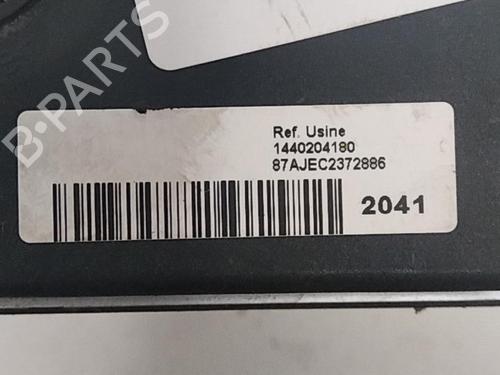 B-PARTS
Ref. Usine
1440204180
87AJEC2372886
2041